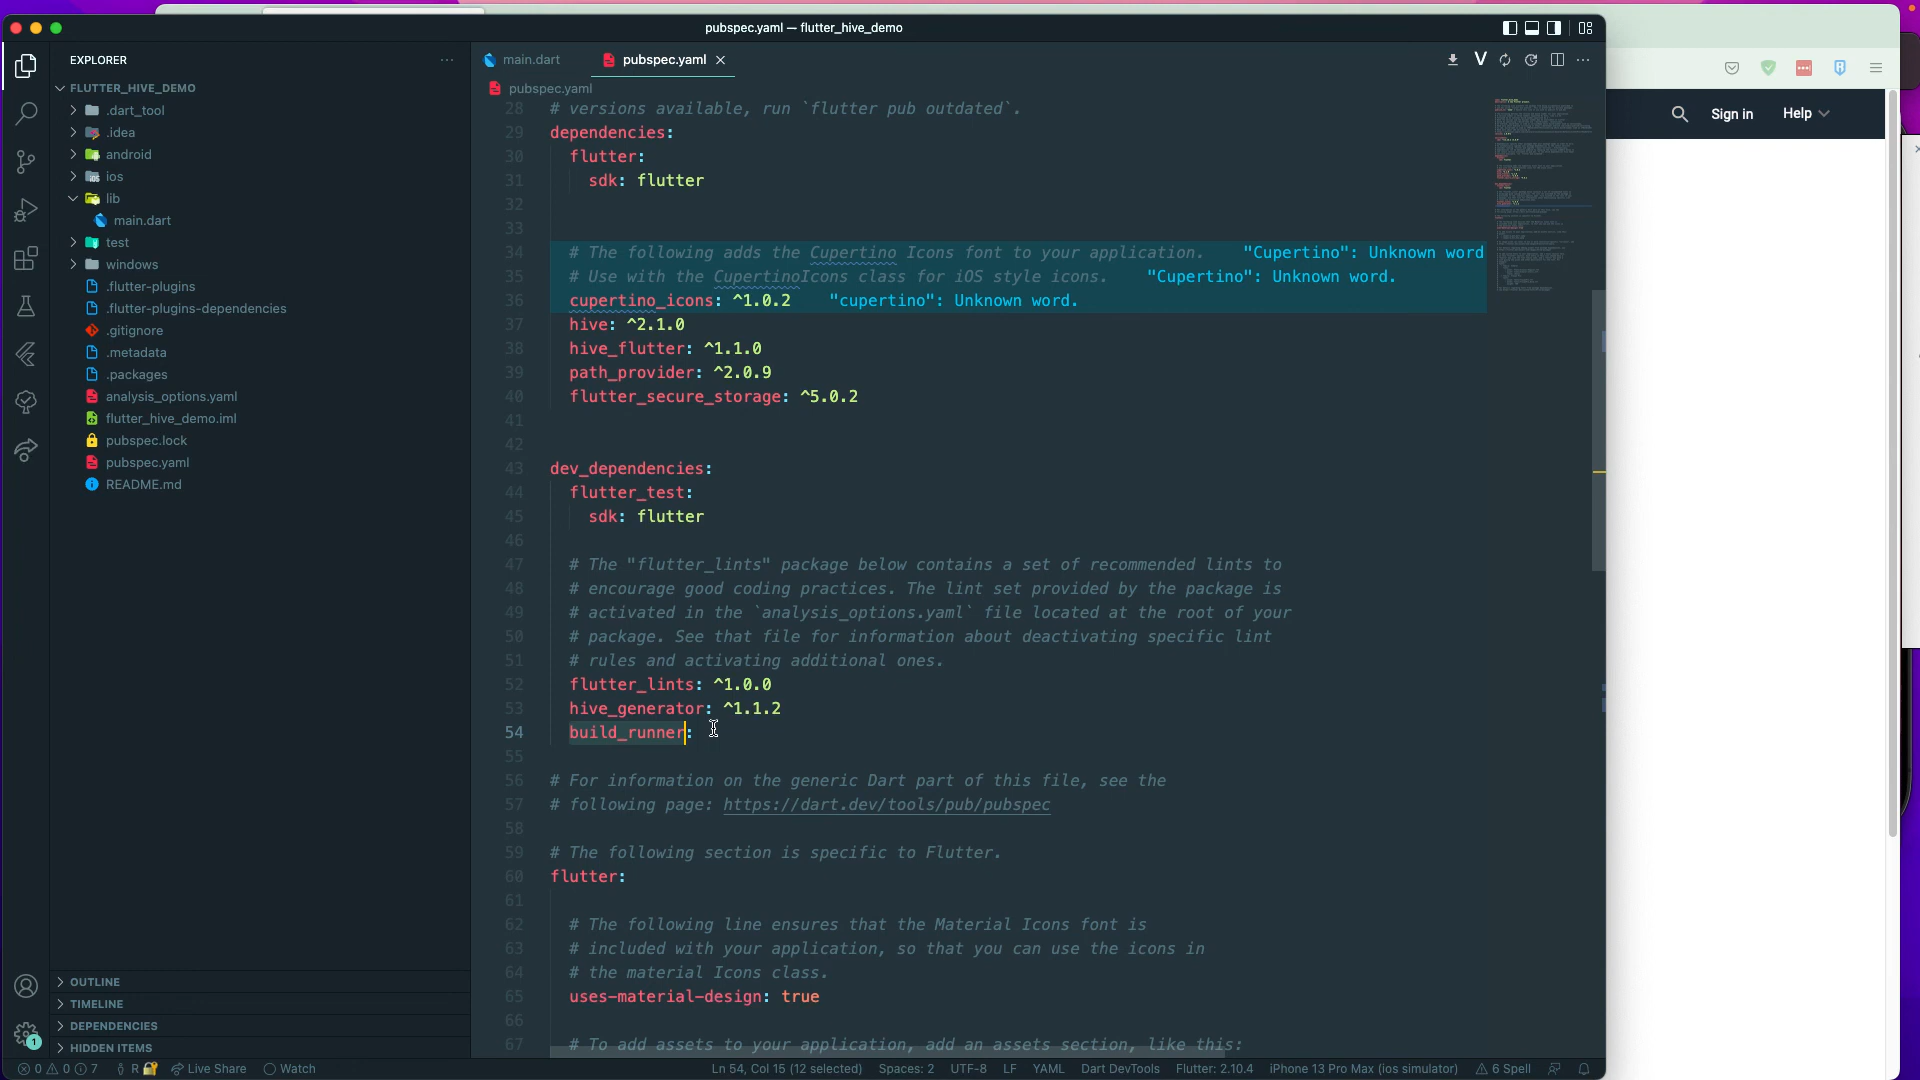 pubspec.yaml — flutter_hive_demo
EXPLORER
FLUTTER_HIVE_DEMO
.dart_tool
.idea
android
ios
lib
main.dart
test
windows
.flutter-plugins
.flutter-plugins-dependencies
.gitignore
.metadata
.packages
analysis_options.yaml
flutter_hive_demo.iml
pubspec.lock
pubspec.yaml
README.md
OUTLINE
TIMELINE
DEPENDENCIES
HIDDEN ITEMS
main.dart
pubspec.yaml
pubspec.yaml
28 # versions available, run `flutter pub outdated`.
29 dependencies:
30 flutter:
31 sdk: flutter
32
33
34 # The following adds the Cupertino Icons font to your application. "Cupertino": Unknown word
35 # Use with the CupertinoIcons class for iOS style icons. "Cupertino": Unknown word.
36 cupertino_icons: ^1.0.2 "cupertino": Unknown word.
37 hive: ^2.1.0
38 hive_flutter: ^1.1.0
39 path_provider: ^2.0.9
40 flutter_secure_storage: ^5.0.2
41
42
43 dev_dependencies:
44 flutter_test:
45 sdk: flutter
46
47 # The "flutter_lints" package below contains a set of recommended lints to
48 # encourage good coding practices. The lint set provided by the package is
49 # activated in the `analysis_options.yaml` file located at the root of your
50 # package. See that file for information about deactivating specific lint
51 # rules and activating additional ones.
52 flutter_lints: ^1.0.0
53 hive_generator: ^1.1.2
54 build_runner:
55
56 # For information on the generic Dart part of this file, see the
57 # following page: https://dart.dev/tools/pub/pubspec
58
59 # The following section is specific to Flutter.
60 flutter:
61
62 # The following line ensures that the Material Icons font is
63 # included with your application, so that you can use the icons in
64 # the material Icons class.
65 uses-material-design: true
66
67 # To add assets to your application, add an assets section, like this:
Sign in
Help
1
0 0 7 R Live Share Watch
Ln 54, Col 15 (12 selected) Spaces: 2 UTF-8 LF YAML Dart DevTools Flutter: 2.10.4 iPhone 13 Pro Max (ios simulator) 6 Spell